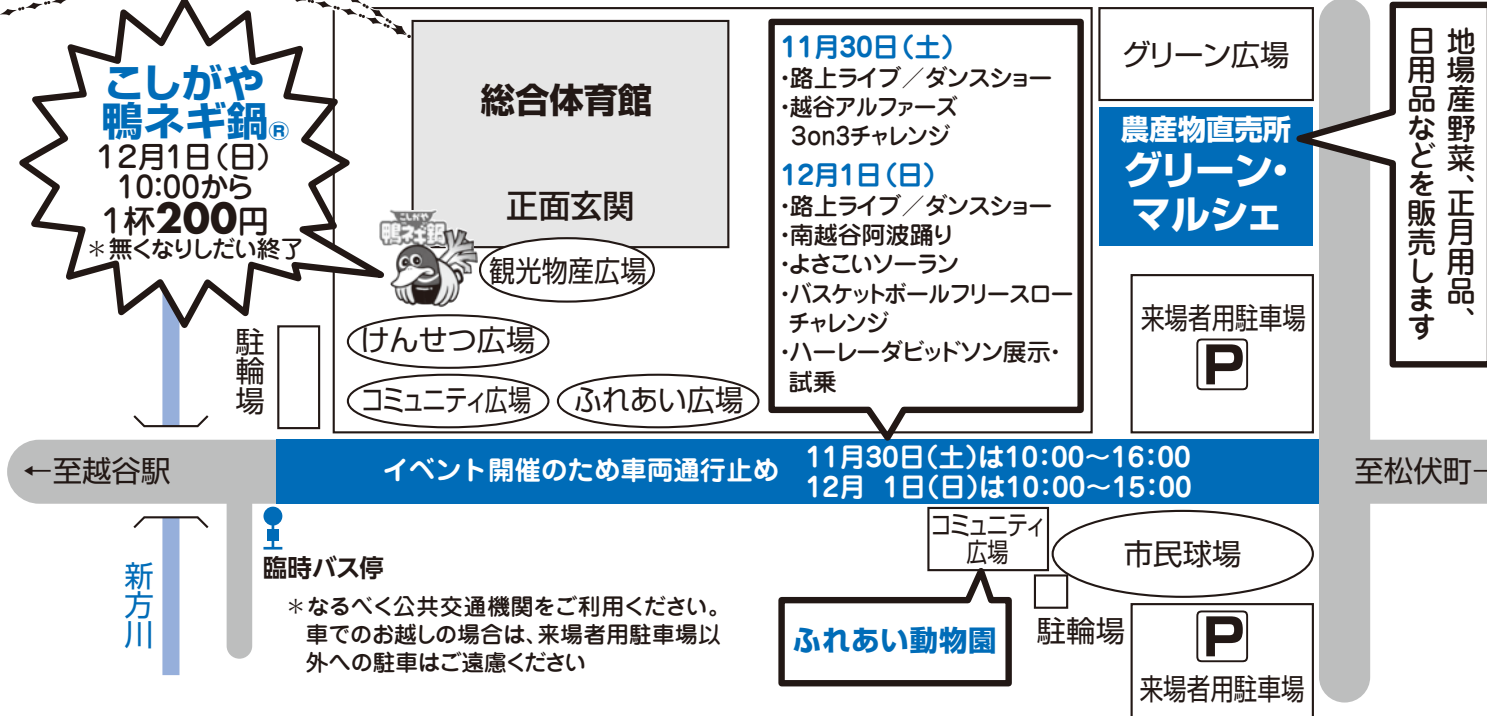 こしがや
鴨ネギ鍋®
12月1日(日)
10:00から
1杯200円
＊無くなりしだい終了
総合体育館
正面玄関
こしがや
鴨ネギ鍋
観光物産広場
けんせつ広場
コミュニティ広場
ふれあい広場
駐輪場
11月30日(土)
・路上ライブ／ダンスショー
・越谷アルファーズ
3on3チャレンジ
12月1日(日)
・路上ライブ／ダンスショー
・南越谷阿波踊り
・よさこいソーラン
・バスケットボールフリースロー
チャレンジ
・ハーレーダビッドソン展示・
試乗
グリーン広場
農産物直売所
グリーン・
マルシェ
地場産野菜、正月用品、
日用品などを販売します
来場者用駐車場
P
←至越谷駅
イベント開催のため車両通行止め
11月30日(土)は10:00～16:00
12月 1日(日)は10:00～15:00
至松伏町→
新方川
臨時バス停
＊なるべく公共交通機関をご利用ください。
車でのお越しの場合は、来場者用駐車場以
外への駐車はご遠慮ください
コミュニティ
広場
ふれあい動物園
市民球場
駐輪場
P
来場者用駐車場